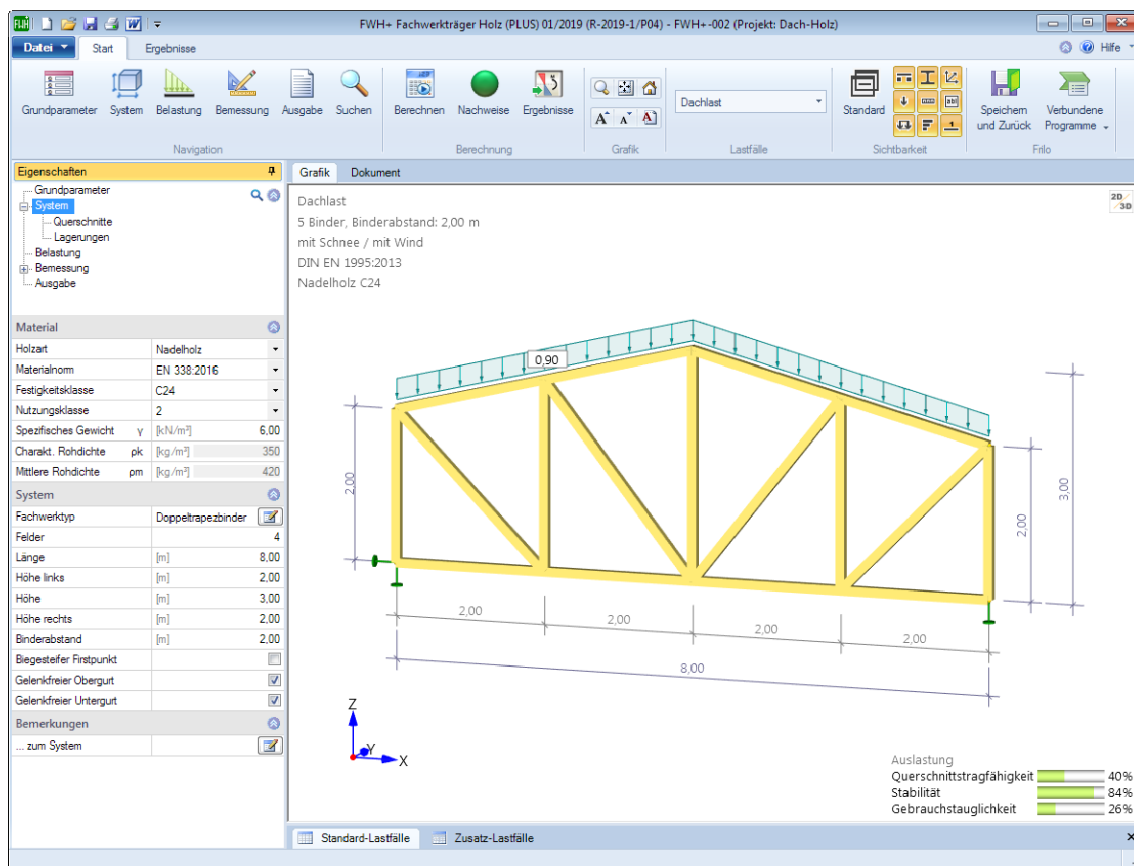 FWH+ Fachwerkträger Holz (PLUS) 01/2019 (R-2019-1/P04) - FWH+-002 (Projekt: Dach-Holz)
Datei Start Ergebnisse Hilfe
Grundparameter System Belastung Bemessung Ausgabe Suchen Berechnen Nachweise Ergebnisse Dachlast Standard Speichern und Zurück Verbundene Programme
Navigation Berechnung Grafik Lastfälle Sichtbarkeit Frilo
Eigenschaften
Grundparameter
System
Querschnitte
Lagerungen
Belastung
Bemessung
Ausgabe
Material
Holzart Nadelholz
Materialnorm EN 338:2016
Festigkeitsklasse C24
Nutzungsklasse 2
Spezifisches Gewicht γ [kN/m³] 6,00
Charakt. Rohdichte ρk [kg/m³] 350
Mittlere Rohdichte ρm [kg/m³] 420
System
Fachwerktyp Doppeltrapezbinder
Felder 4
Länge [m] 8,00
Höhe links [m] 2,00
Höhe [m] 3,00
Höhe rechts [m] 2,00
Binderabstand [m] 2,00
Biegesteifer Firstpunkt
Gelenkfreier Obergurt
Gelenkfreier Untergurt
Bemerkungen
... zum System
Grafik Dokument
Dachlast
5 Binder, Binderabstand: 2,00 m
mit Schnee / mit Wind
DIN EN 1995:2013
Nadelholz C24
2D/3D
0,90
2,00
2,00
3,00
2,00
2,00
2,00
2,00
8,00
Z
Y
X
Auslastung
Querschnittstragfähigkeit 40%
Stabilität 84%
Gebrauchstauglichkeit 26%
Standard-Lastfälle Zusatz-Lastfälle